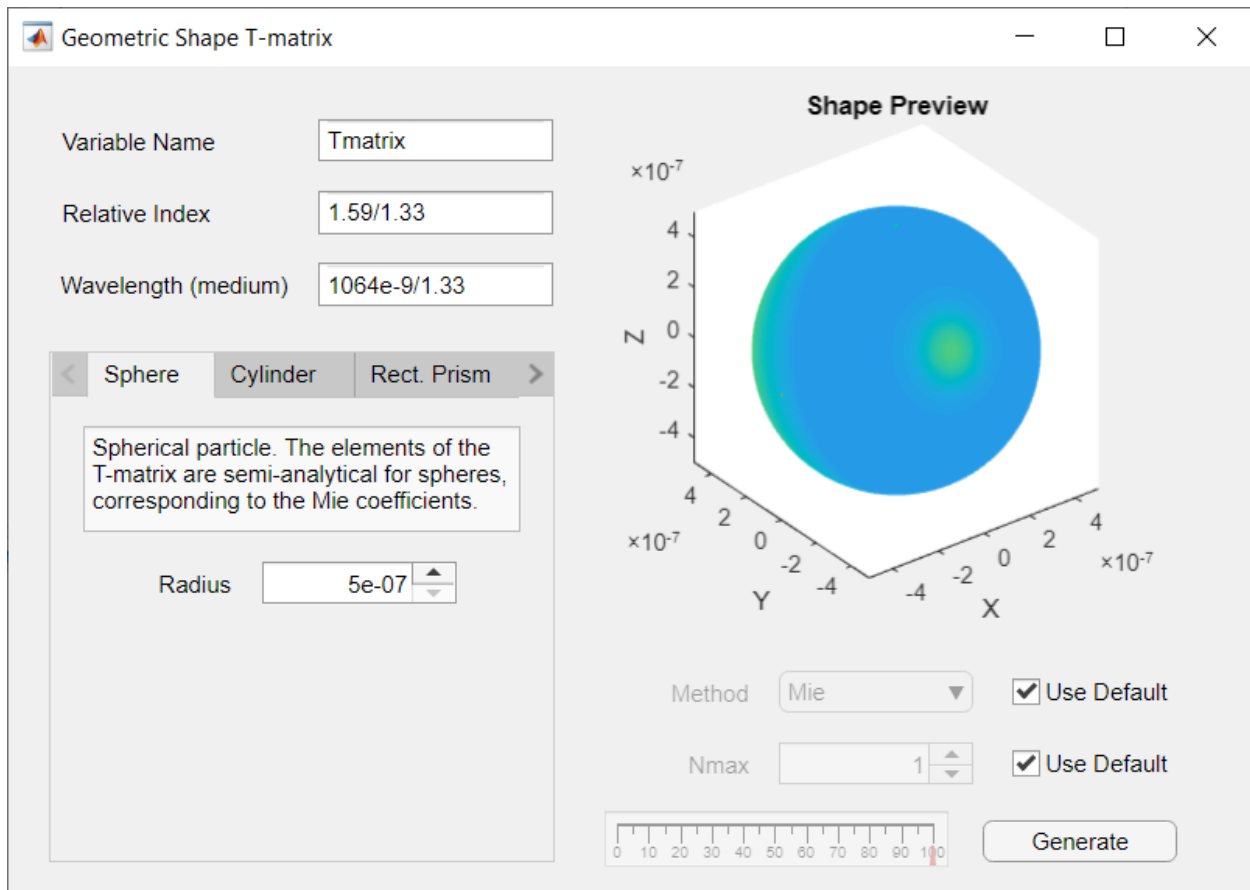 Geometric Shape T-matrix
Variable Name
Tmatrix
Relative Index
1.59/1.33
Wavelength (medium)
1064e-9/1.33
Sphere
Cylinder
Rect. Prism
Spherical particle. The elements of the
T-matrix are semi-analytical for spheres,
corresponding to the Mie coefficients.
Radius
5e-07
Shape Preview
×10⁻⁷
4
2
0
-2
-4
Z
4
2
0
-2
-4
×10⁻⁷
Y
-4
-2
0
2
4
×10⁻⁷
X
Method
Mie
Use Default
Nmax
1
Use Default
0 10 20 30 40 50 60 70 80 90 100
Generate